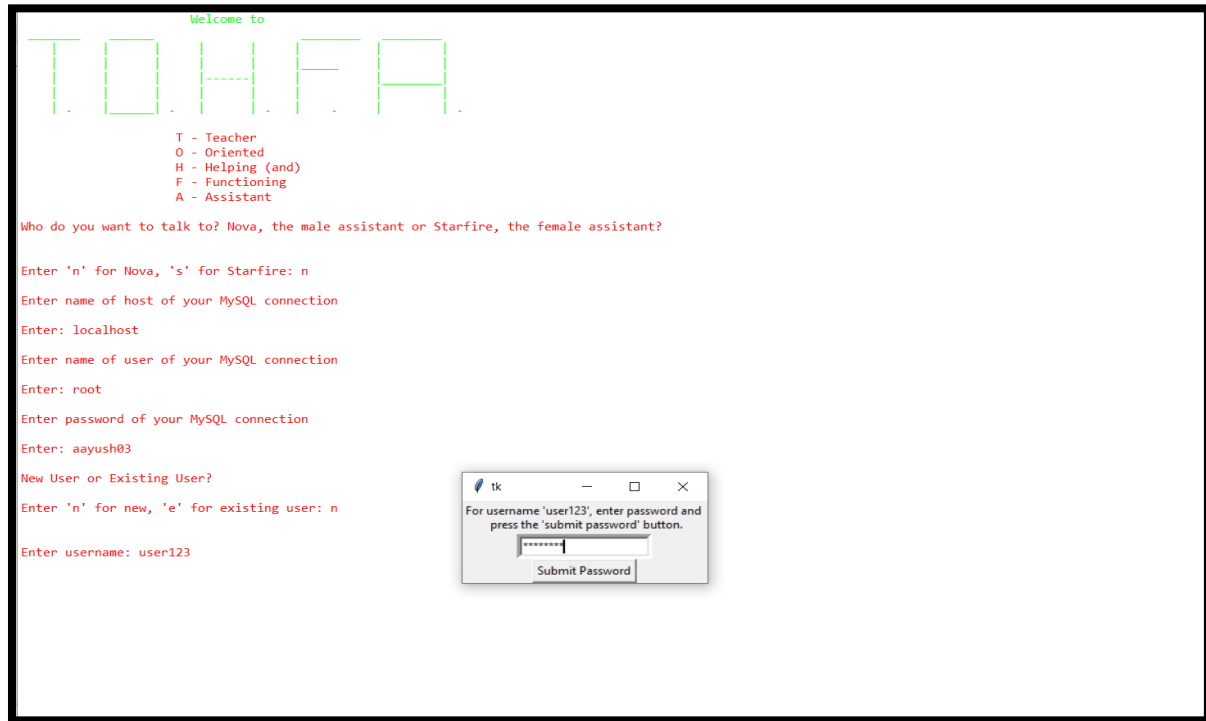 Welcome to
T.O.H.F.A.
T - Teacher
O - Oriented
H - Helping (and)
F - Functioning
A - Assistant
Who do you want to talk to? Nova, the male assistant or Starfire, the female assistant?
Enter 'n' for Nova, 's' for Starfire: n
Enter name of host of your MySQL connection
Enter: localhost
Enter name of user of your MySQL connection
Enter: root
Enter password of your MySQL connection
Enter: aayush03
New User or Existing User?
Enter 'n' for new, 'e' for existing user: n
Enter username: user123
tk
For username 'user123', enter password and
press the 'submit password' button.
********
Submit Password